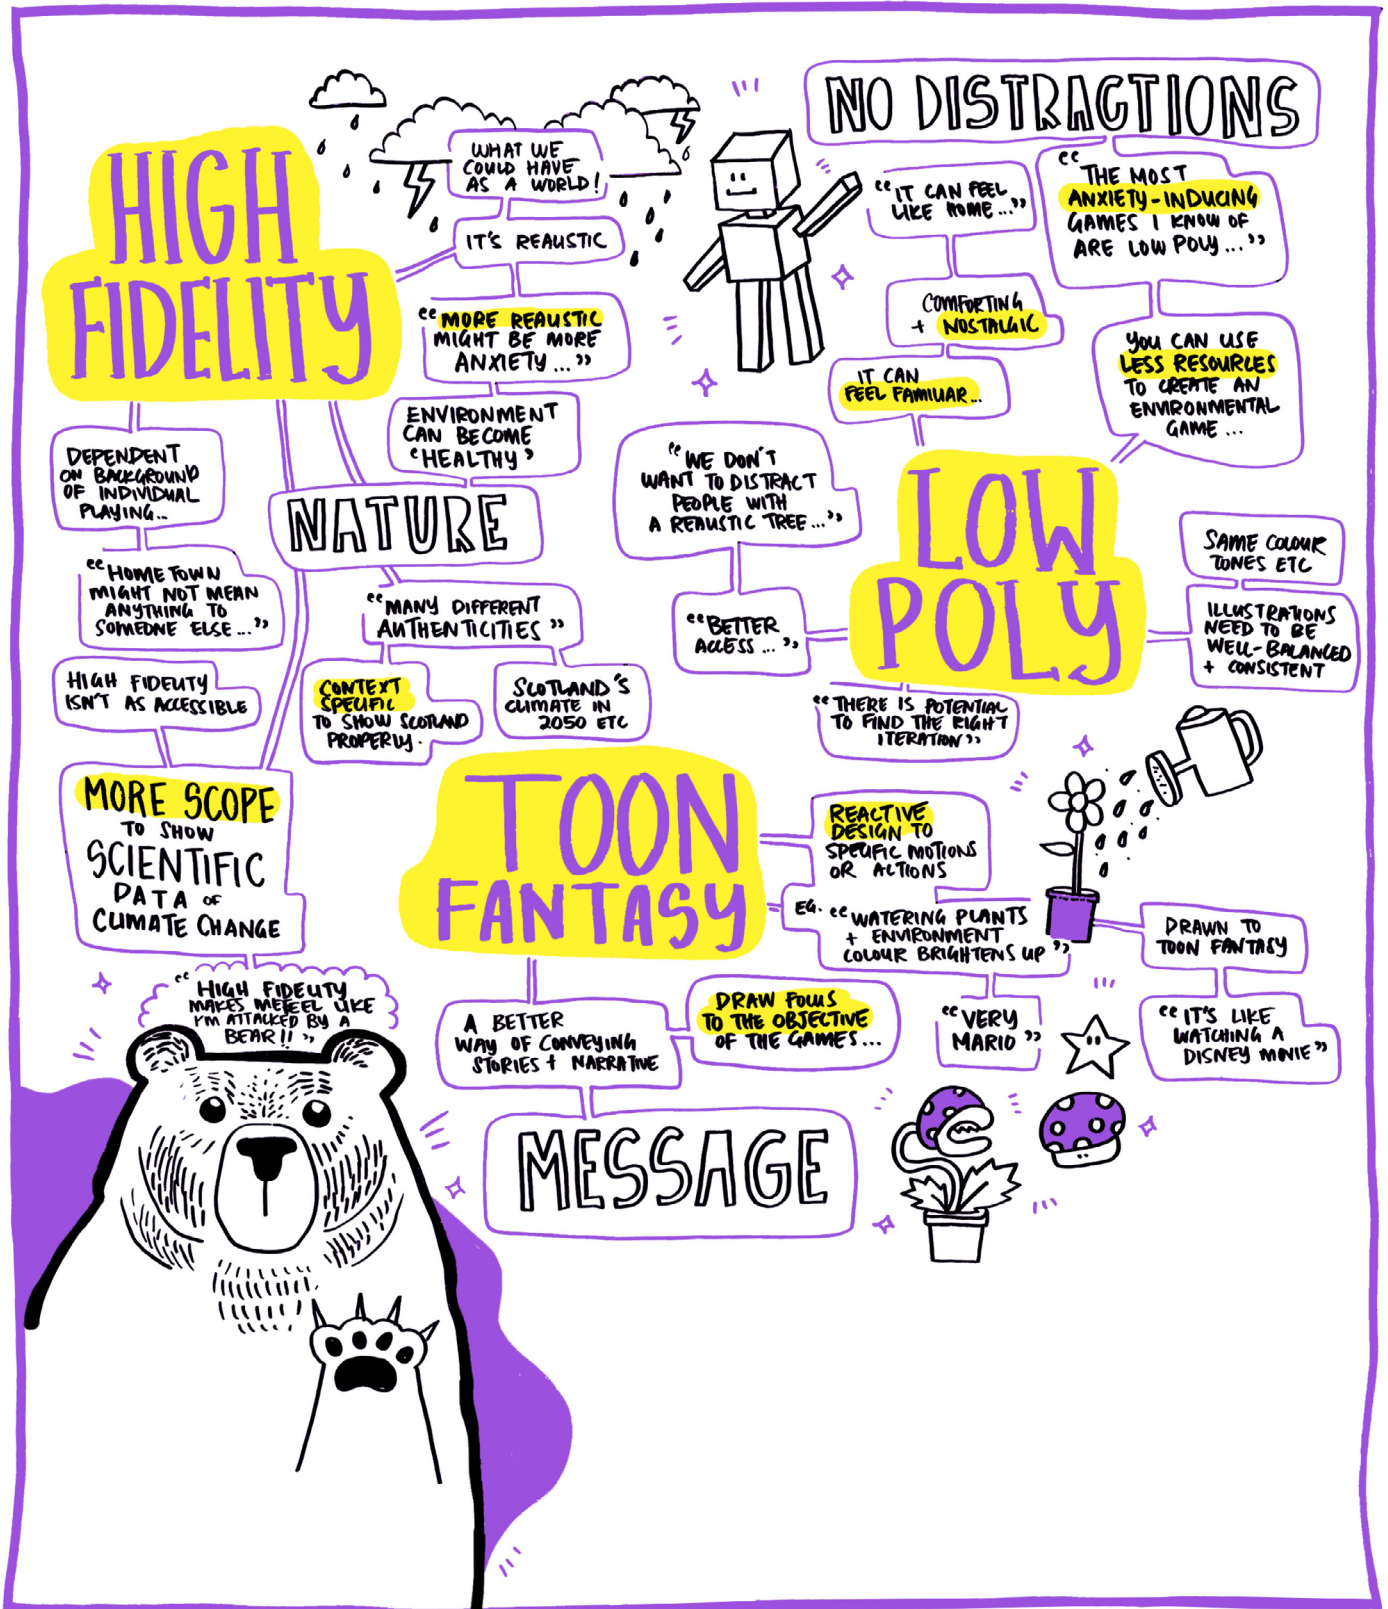 HIGH
FIDELITY
WHAT WE
COULD HAVE
AS A WORLD!
IT'S REALISTIC
"MORE REALISTIC
MIGHT BE MORE
ANXIETY..."
ENVIRONMENT
CAN BECOME
'HEALTHY'
NATURE
"MANY DIFFERENT
AUTHENTICITIES"
CONTEXT
SPECIFIC
TO SHOW SCOTLAND
PROPERLY.
SCOTLAND'S
CLIMATE IN
2050 ETC
DEPENDENT
ON BACKGROUND
OF INDIVIDUAL
PLAYING...
"HOME TOWN
MIGHT NOT MEAN
ANYTHING TO
SOMEONE ELSE..."
HIGH FIDELITY
ISN'T AS ACCESSIBLE
MORE SCOPE
TO SHOW
SCIENTIFIC
DATA OF
CLIMATE CHANGE
"HIGH FIDELITY
MAKES ME FEEL LIKE
I'M ATTACKED BY A
BEAR!!"
NO DISTRACTIONS
"IT CAN FEEL
LIKE HOME..."
COMFORTING
+ NOSTALGIC
IT CAN
FEEL FAMILIAR...
"THE MOST
ANXIETY-INDUCING
GAMES I KNOW OF
ARE LOW POLY..."
YOU CAN USE
LESS RESOURCES
TO CREATE AN
ENVIRONMENTAL
GAME...
LOW
POLY
"WE DON'T
WANT TO DISTRACT
PEOPLE WITH
A REALISTIC TREE..."
"BETTER
ACCESS..."
SAME COLOUR
TONES ETC
ILLUSTRATIONS
NEED TO BE
WELL-BALANCED
+ CONSISTENT
"THERE IS POTENTIAL
TO FIND THE RIGHT
ITERATION"
TOON
FANTASY
REACTIVE
DESIGN TO
SPECIFIC MOTIONS
OR ACTIONS
EG. "WATERING PLANTS
+ ENVIRONMENT
COLOUR BRIGHTENS UP"
"VERY
MARIO"
DRAWN TO
TOON FANTASY
"IT'S LIKE
WATCHING A
DISNEY MOVIE"
A BETTER
WAY OF CONVEYING
STORIES + NARRATIVE
DRAW FOCUS
TO THE OBJECTIVE
OF THE GAMES...
MESSAGE